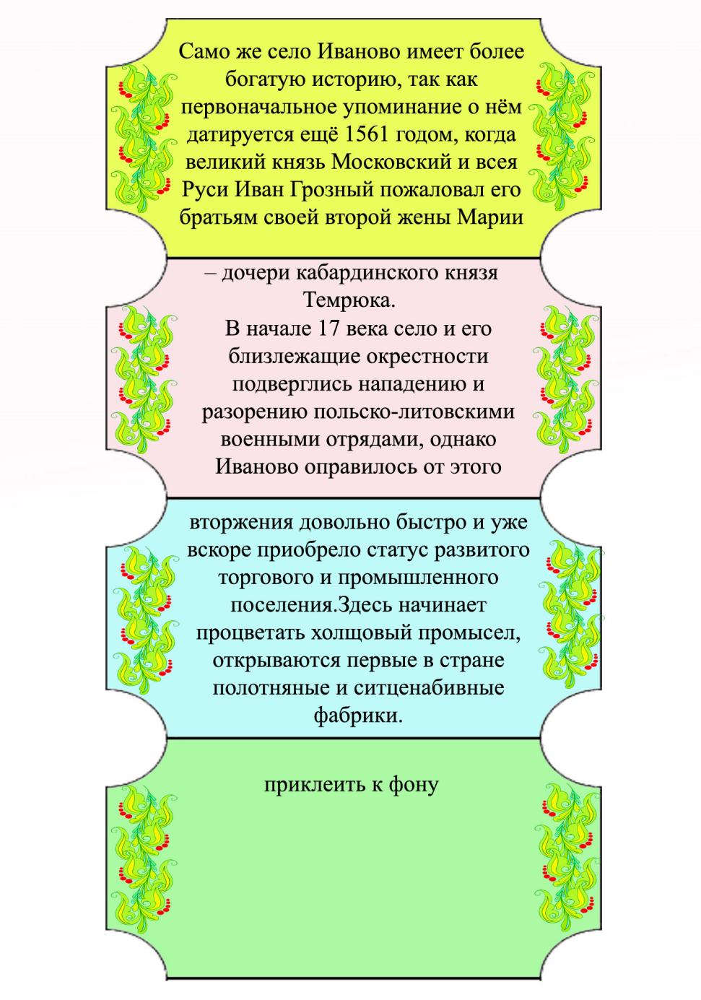 Само же село Иваново имеет более
богатую историю, так как
первоначальное упоминание о нём
датируется ещё 1561 годом, когда
великий князь Московский и всея
Руси Иван Грозный пожаловал его
братьям своей второй жены Марии
– дочери кабардинского князя
Темрюка.
В начале 17 века село и его
близлежащие окрестности
подверглись нападению и
разорению польско-литовскими
военными отрядами, однако
Иваново оправилось от этого
вторжения довольно быстро и уже
вскоре приобрело статус развитого
торгового и промышленного
поселения.Здесь начинает
процветать холщовый промысел,
открываются первые в стране
полотняные и ситценабивные
фабрики.
приклеить к фону